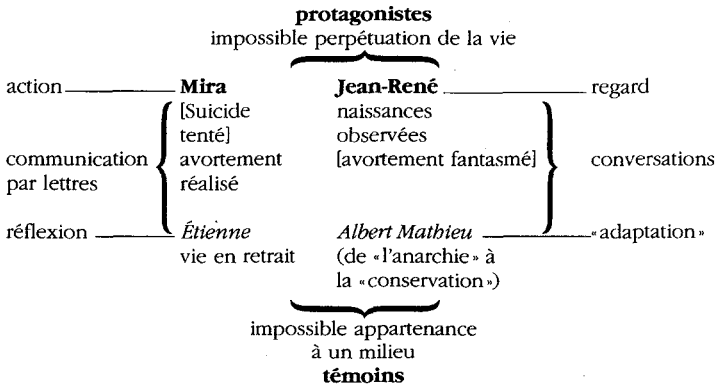 protagonistes
impossible perpétuation de la vie
action Mira Jean-René regard
[Suicide naissances
tenté] observées
communication avortement [avortement fantasmé] conversations
par lettres réalisé
réflexion Étienne Albert Mathieu «adaptation»
vie en retrait (de «l'anarchie» à
la «conservation»)
impossible appartenance
à un milieu
témoins